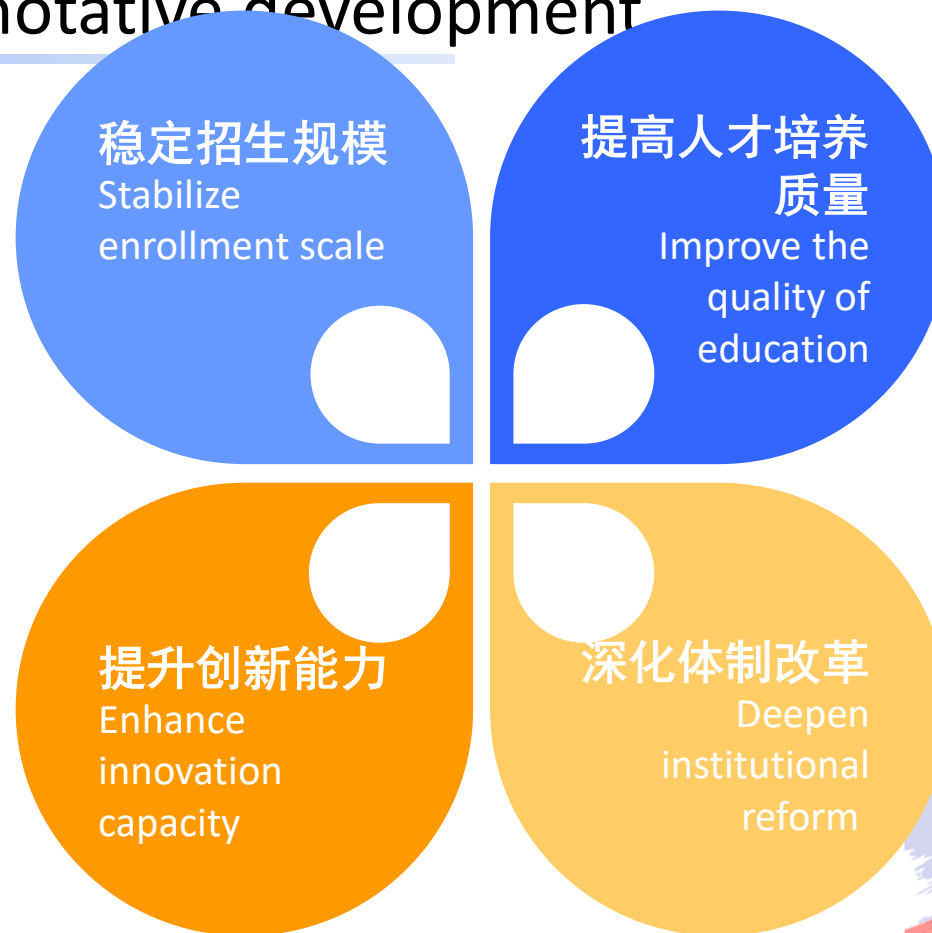 development
稳定招生规模
Stabilize
enrollment scale
提高人才培养
质量
Improve the
quality of
education
提升创新能力
Enhance
innovation
capacity
深化体制改革
Deepen
institutional
reform